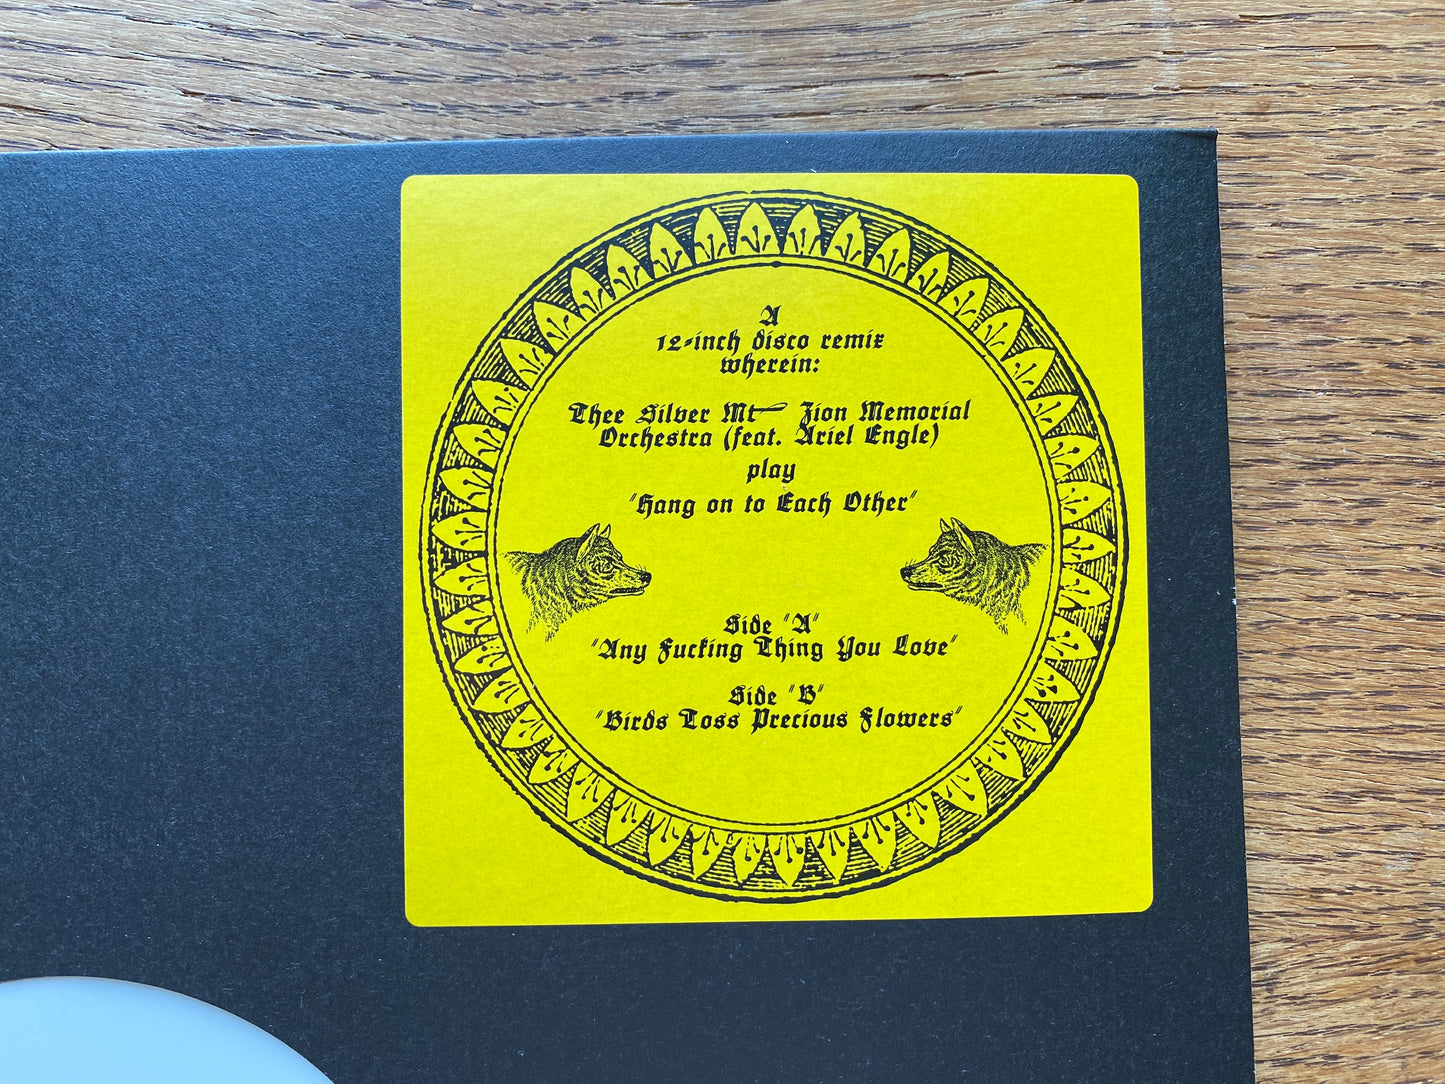 A
12-inch disco remix
wherein:
Thee Silver Mt Zion Memorial
Orchestra (feat. Ariel Engle)
play
"Hang on to Each Other"
Side "A"
"Any Fucking Thing You Love"
Side "B"
"Birds Toss Precious Flowers"